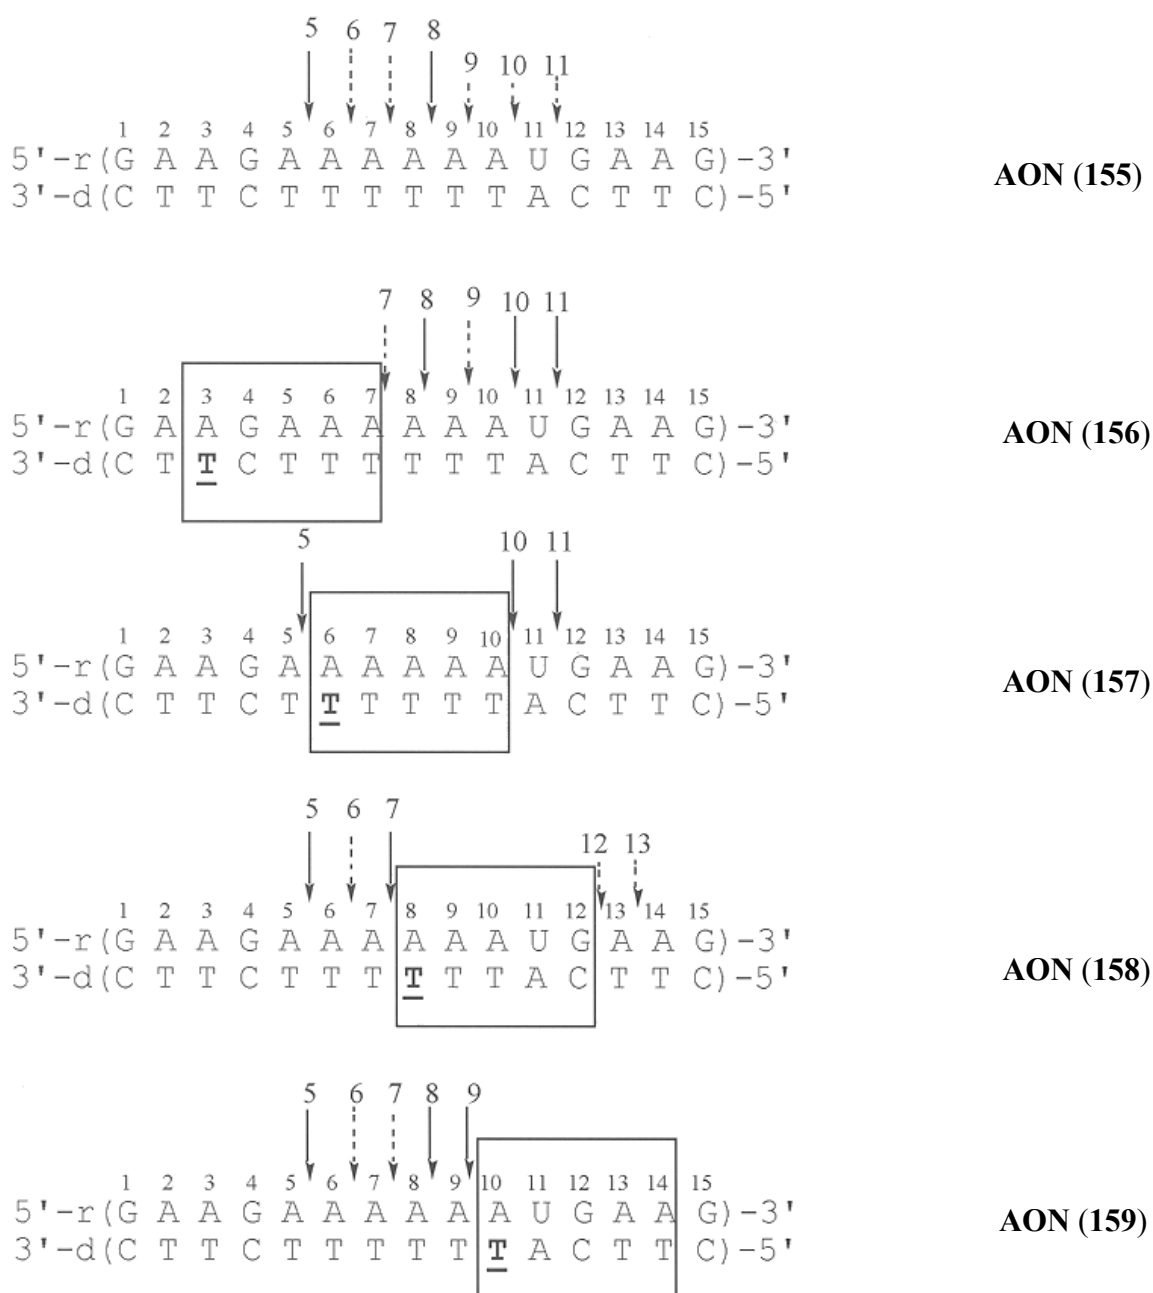 5 6 7 8 9 10 11
1 2 3 4 5 6 7 8 9 10 11 12 13 14 15
5'-r(G A A G A A A A A A U G A A G)-3'
3'-d(C T T C T T T T T T A C T T C)-5'
AON (155)
7 8 9 10 11
1 2 3 4 5 6 7 8 9 10 11 12 13 14 15
5'-r(G A A G A A A A A A U G A A G)-3'
3'-d(C T T C T T T T T T A C T T C)-5'
AON (156)
5 10 11
1 2 3 4 5 6 7 8 9 10 11 12 13 14 15
5'-r(G A A G A A A A A A U G A A G)-3'
3'-d(C T T C T T T T T T A C T T C)-5'
AON (157)
5 6 7 12 13
1 2 3 4 5 6 7 8 9 10 11 12 13 14 15
5'-r(G A A G A A A A A A U G A A G)-3'
3'-d(C T T C T T T T T T A C T T C)-5'
AON (158)
5 6 7 8 9
1 2 3 4 5 6 7 8 9 10 11 12 13 14 15
5'-r(G A A G A A A A A A U G A A G)-3'
3'-d(C T T C T T T T T T A C T T C)-5'
AON (159)